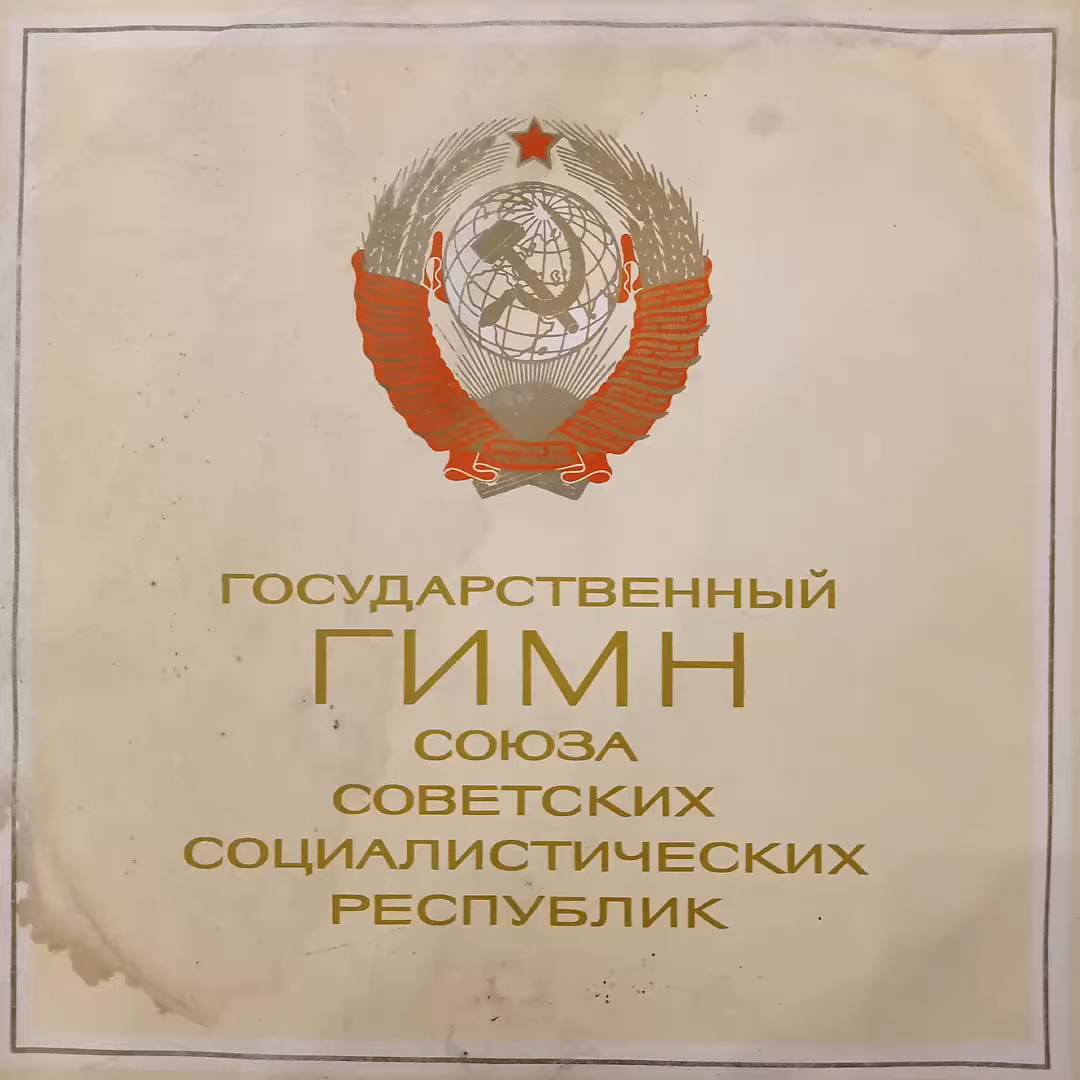 ГОСУДАРСТВЕННЫЙ
ГИМН
СОЮЗА
СОВЕТСКИХ
СОЦИАЛИСТИЧЕСКИХ
РЕСПУБЛИК